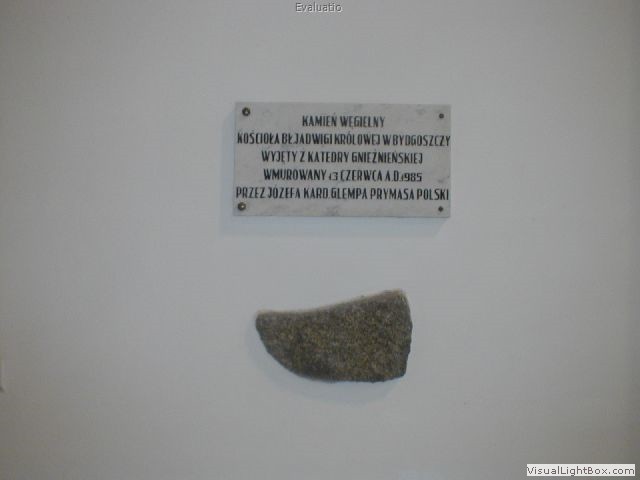 Evaluatio
KAMIEŃ WĘGIELNY
KOŚCIOŁA BŁ.JADWIGI KRÓLOWEJ W BYDGOSZCZY
WYJĘTY Z KATEDRY GNIEŹNIEŃSKIEJ
WMUROWANY 13 CZERWCA A.D.1985
PRZEZ JÓZEFA KARD.GLEMPA PRYMASA POLSKI
VisualLightBox.com